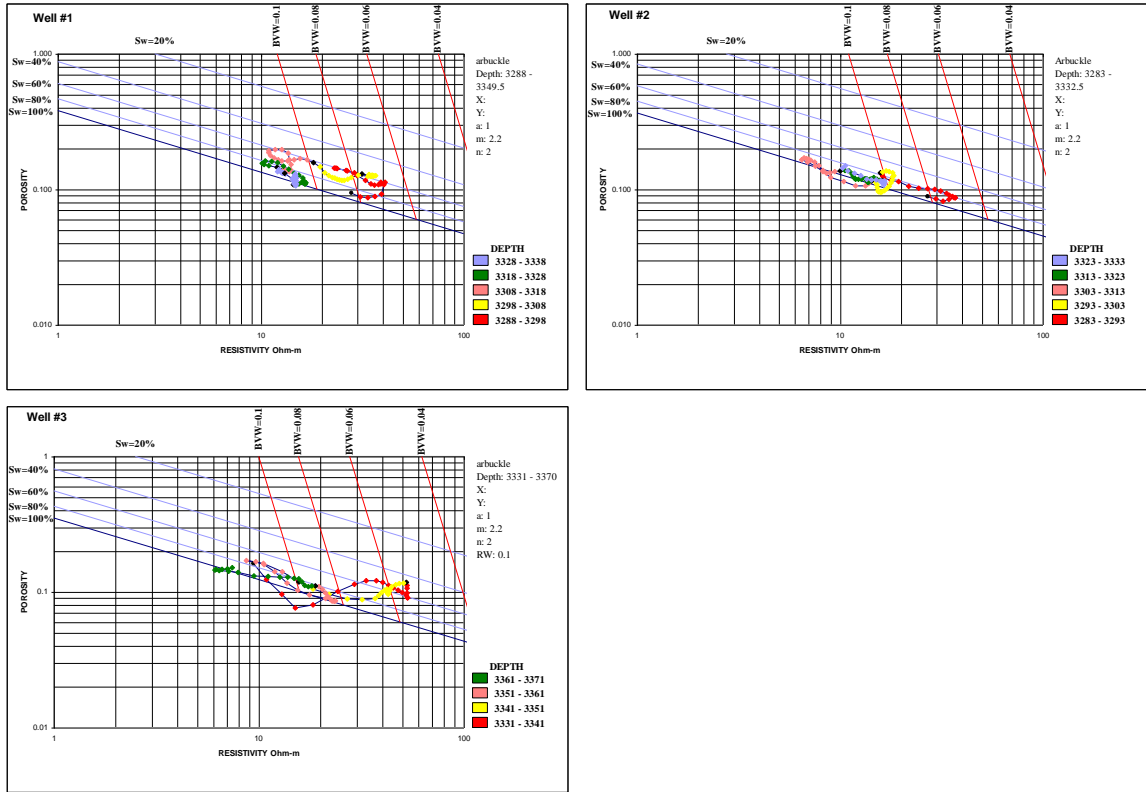 Well #1
BVW=0.1
BVW=0.08
BVW=0.06
BVW=0.04
Sw=20%
1.000
Sw=40%
Sw=60%
Sw=80%
Sw=100%
POROSITY
0.100
0.010
1
10
100
RESISTIVITY Ohm-m
arbuckle
Depth: 3288 -
3349.5
X:
Y:
a: 1
m: 2.2
n: 2
DEPTH
3328 - 3338
3318 - 3328
3308 - 3318
3298 - 3308
3288 - 3298
Well #2
BVW=0.1
BVW=0.08
BVW=0.06
BVW=0.04
Sw=20%
1.000
Sw=40%
Sw=60%
Sw=80%
Sw=100%
POROSITY
0.100
0.010
1
10
100
RESISTIVITY Ohm-m
Arbuckle
Depth: 3283 -
3332.5
X:
Y:
a: 1
m: 2.2
n: 2
DEPTH
3323 - 3333
3313 - 3323
3303 - 3313
3293 - 3303
3283 - 3293
Well #3
BVW=0.1
BVW=0.08
BVW=0.06
BVW=0.04
Sw=20%
1
Sw=40%
Sw=60%
Sw=80%
Sw=100%
POROSITY
0.1
0.01
1
10
100
RESISTIVITY Ohm-m
arbuckle
Depth: 3331 - 3370
X:
Y:
a: 1
m: 2.2
n: 2
RW: 0.1
DEPTH
3361 - 3371
3351 - 3361
3341 - 3351
3331 - 3341